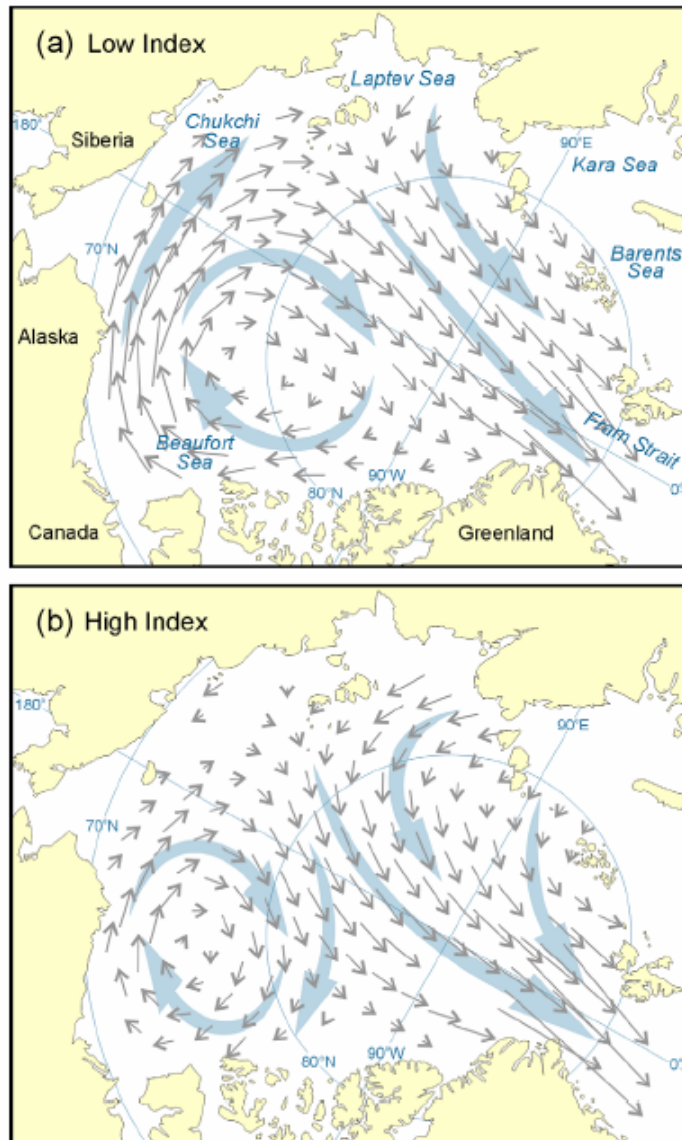 (a) Low Index
Laptev Sea
Chukchi
Sea
180°
Siberia
90°E
Kara Sea
70°N
Barents
Sea
Alaska
Fram Strait
Beaufort
Sea
90°W
80°N
0°
Canada
Greenland
(b) High Index
180°
90°E
70°N
80°N
90°W
0°